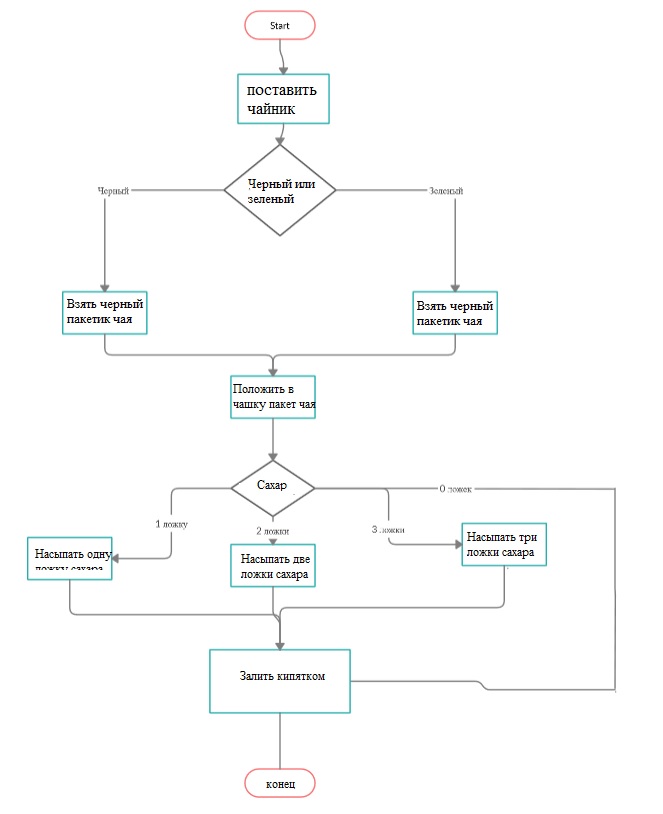 Start
поставить
чайник
Черный или
зеленый
Черный
Зеленый
Взять черный
пакетик чая
Взять черный
пакетик чая
Положить в
чашку пакет чая
Сахар
0 ложек
1 ложку
2 ложки
3 ложки
Насыпать одну
ложку сахара
Насыпать две
ложки сахара
Насыпать три
ложки сахара
Залить кипятком
конец